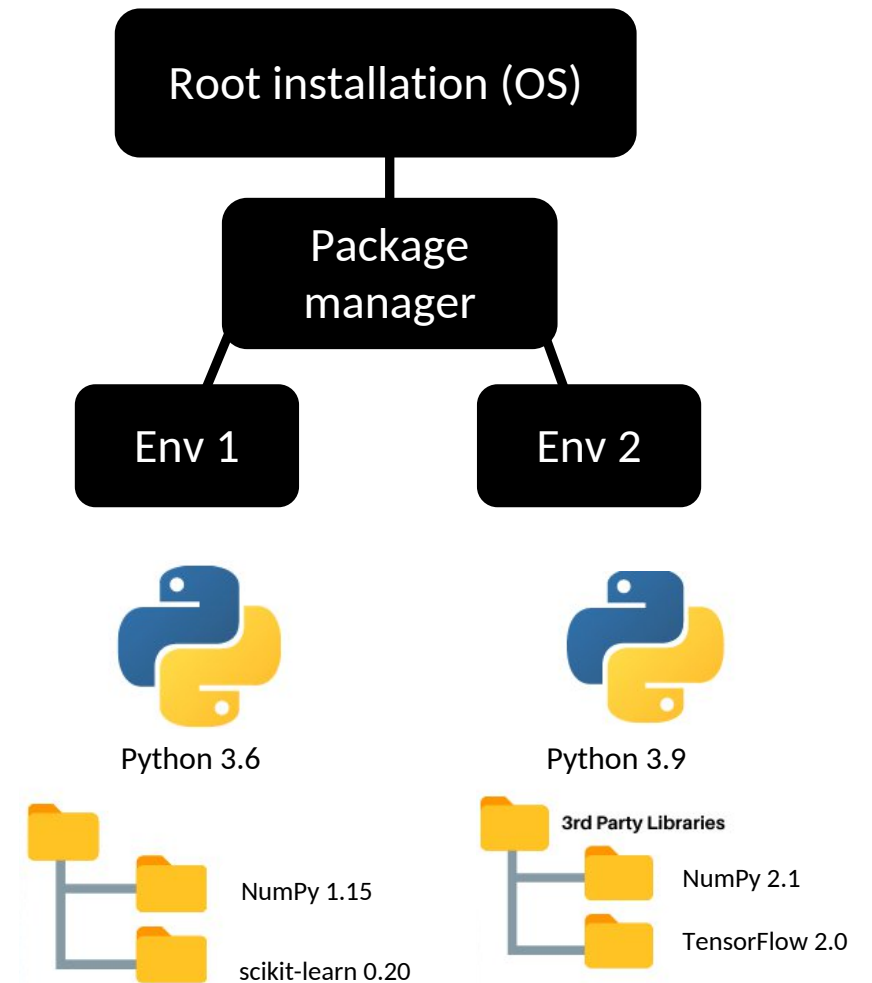 Root installation (OS)
Package
manager
Env 1
Env 2
Python 3.6
Python 3.9
3rd Party Libraries
NumPy 1.15
NumPy 2.1
scikit-learn 0.20
TensorFlow 2.0